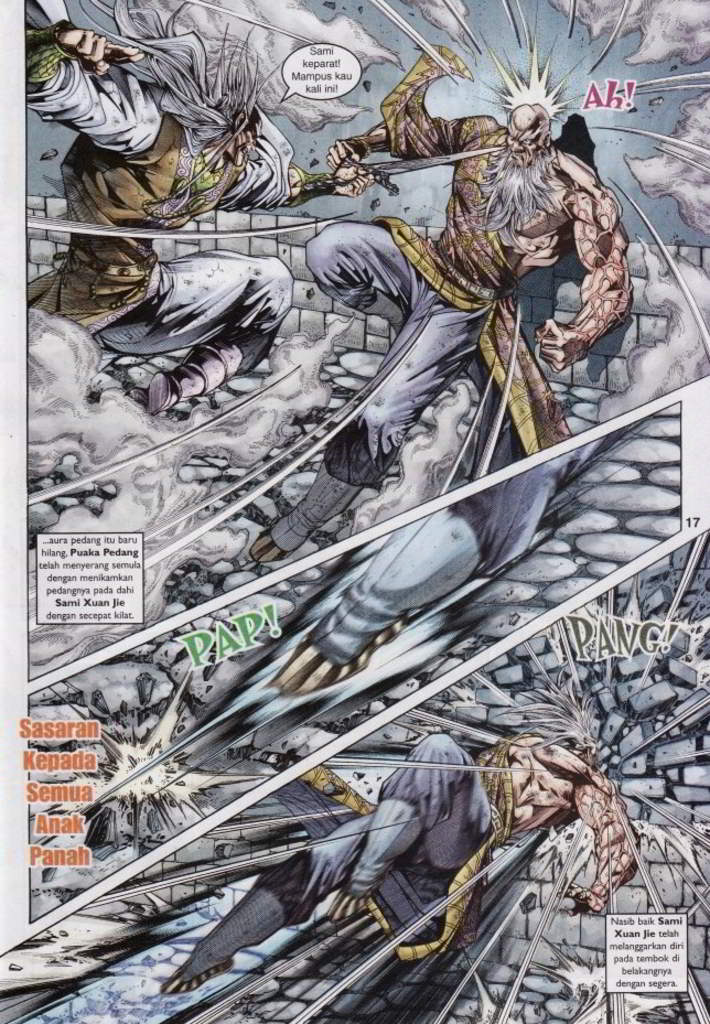 Sami
keparat!
Mampus kau
kali ini!
Ah!
...aura pedang itu baru
hilang, Puaka Pedang
telah menyerang semula
dengan menikamkan
pedangnya pada dahi
Sami Xuan Jie
dengan secepat kilat.
17
PAP!
PANG!
Sasaran
Kepada
Semua
Anak
Panah
Nasib baik Sami
Xuan Jie telah
melanggarkan diri
pada tembok di
belakangnya
dengan segera.